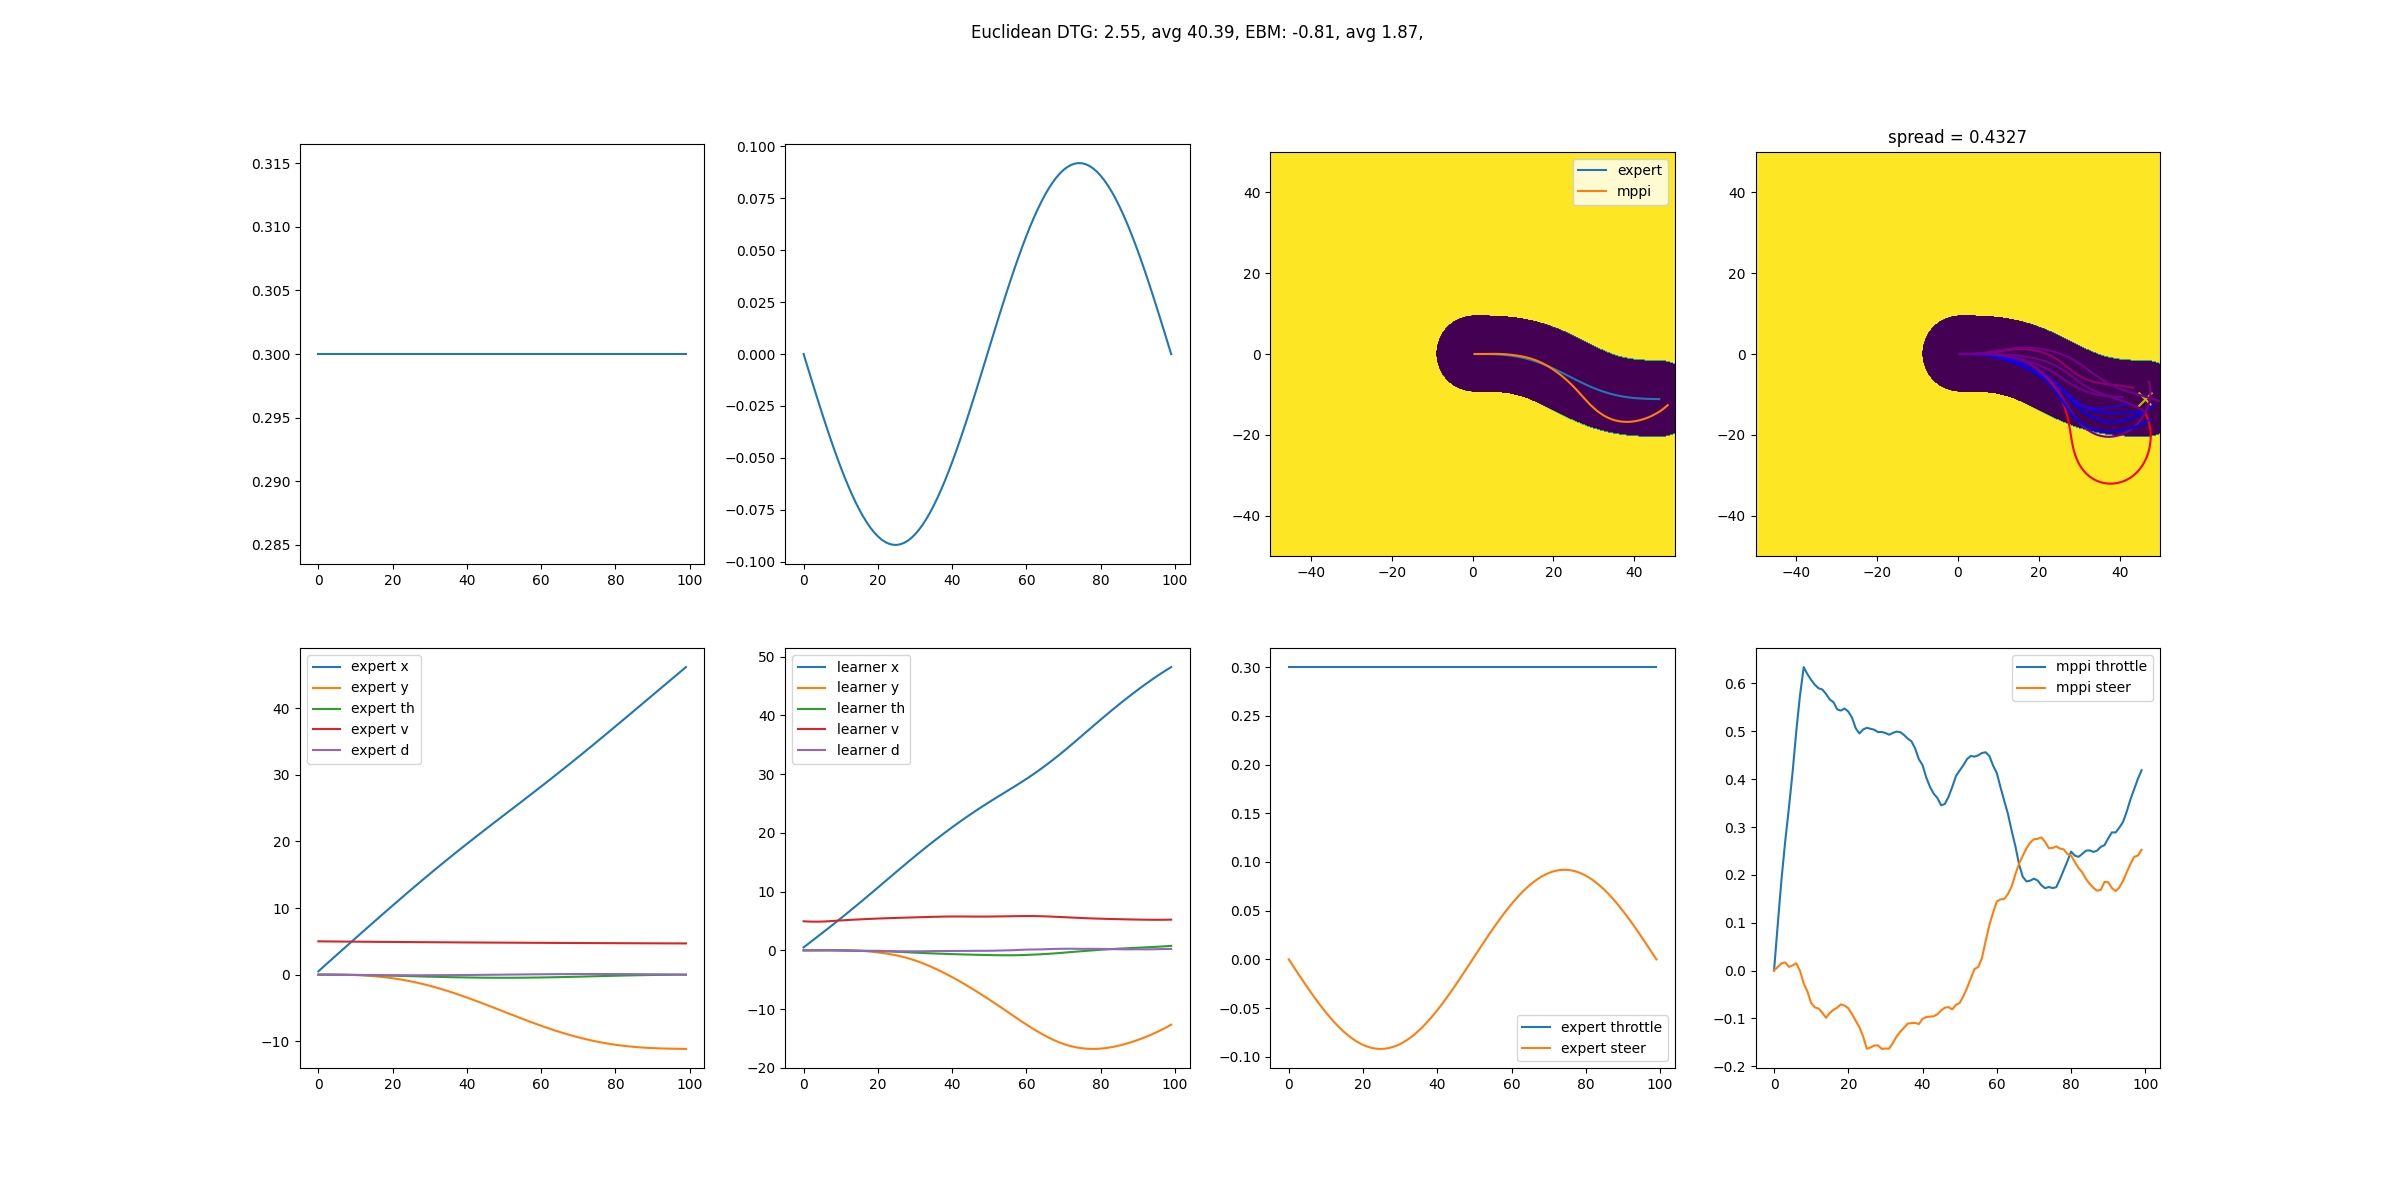 Euclidean DTG: 2.55, avg 40.39, EBM: -0.81, avg 1.87,
0.315
0.310
0.305
0.300
0.295
0.290
0.285
0 20 40 60 80 100
0.100
0.075
0.050
0.025
0.000
−0.025
−0.050
−0.075
−0.100
0 20 40 60 80 100
expert
mppi
40
20
0
−20
−40
−40 −20 0 20 40
spread = 0.4327
40
20
0
−20
−40
−40 −20 0 20 40
expert x
expert y
expert th
expert v
expert d
40
30
20
10
0
−10
0 20 40 60 80 100
learner x
learner y
learner th
learner v
learner d
50
40
30
20
10
0
−10
−20
0 20 40 60 80 100
0.30
0.25
0.20
0.15
0.10
0.05
0.00
−0.05
−0.10
expert throttle
expert steer
0 20 40 60 80 100
mppi throttle
mppi steer
0.6
0.5
0.4
0.3
0.2
0.1
0.0
−0.1
−0.2
0 20 40 60 80 100